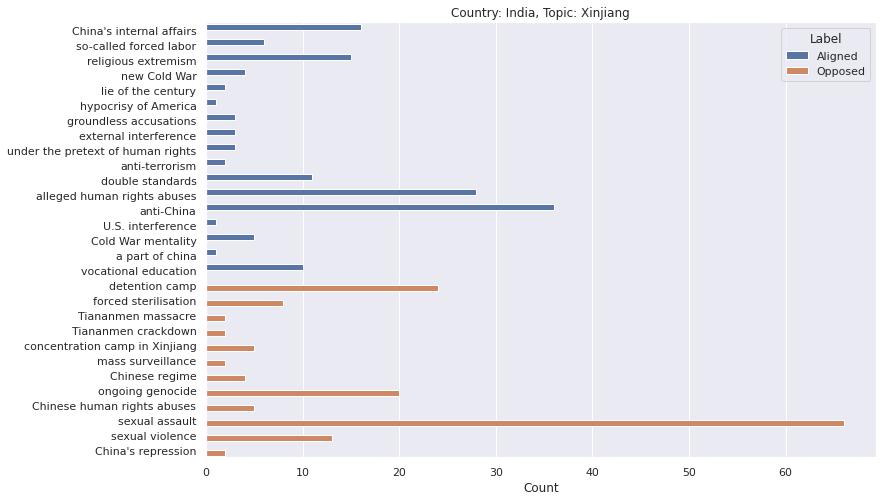 Country: India, Topic: Xinjiang
China's internal affairs
so-called forced labor
religious extremism
new Cold War
lie of the century
hypocrisy of America
groundless accusations
external interference
under the pretext of human rights
anti-terrorism
double standards
alleged human rights abuses
anti-China
U.S. interference
Cold War mentality
a part of china
vocational education
detention camp
forced sterilisation
Tiananmen massacre
Tiananmen crackdown
concentration camp in Xinjiang
mass surveillance
Chinese regime
ongoing genocide
Chinese human rights abuses
sexual assault
sexual violence
China's repression
Label
Aligned
Opposed
0 10 20 30 40 50 60
Count